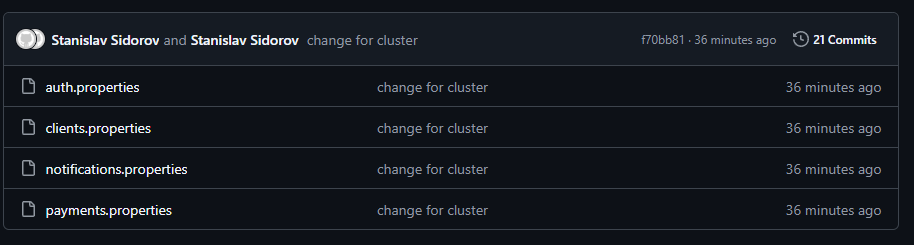 Stanislav Sidorov and Stanislav Sidorov change for cluster f70bb81 · 36 minutes ago 21 Commits
auth.properties change for cluster 36 minutes ago
clients.properties change for cluster 36 minutes ago
notifications.properties change for cluster 36 minutes ago
payments.properties change for cluster 36 minutes ago